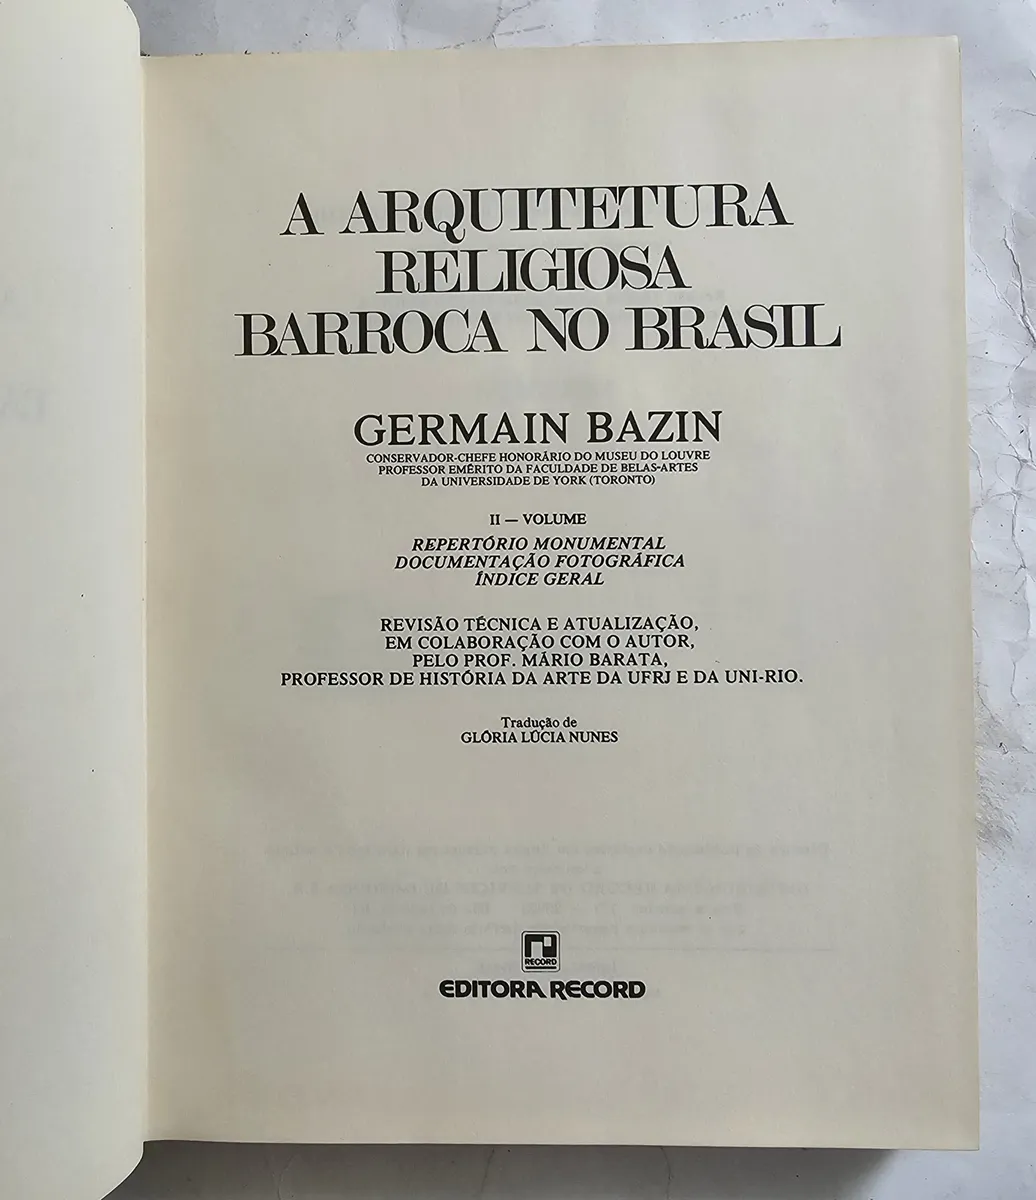 A ARQUITETURA
RELIGIOSA
BARROCA NO BRASIL
GERMAIN BAZIN
CONSERVADOR-CHEFE HONORÁRIO DO MUSEU DO LOUVRE
PROFESSOR EMÉRITO DA FACULDADE DE BELAS-ARTES
DA UNIVERSIDADE DE YORK (TORONTO)
II — VOLUME
REPERTÓRIO MONUMENTAL
DOCUMENTAÇÃO FOTOGRÁFICA
ÍNDICE GERAL
REVISÃO TÉCNICA E ATUALIZAÇÃO,
EM COLABORAÇÃO COM O AUTOR,
PELO PROF. MÁRIO BARATA,
PROFESSOR DE HISTÓRIA DA ARTE DA UFRJ E DA UNI-RIO.
Tradução de
GLÓRIA LÚCIA NUNES
RECORD
EDITORA RECORD